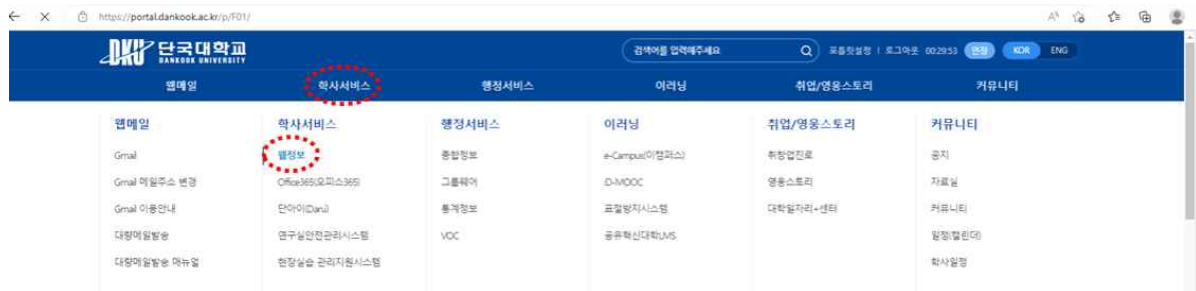 https://portal.dankook.ac.kr/p/F01/
DKU 단국대학교 DANKOOK UNIVERSITY
검색어를 입력해주세요
포틀릿설정 | 로그아웃 00:29:53 연장 KOR ENG
웹메일 학사서비스 행정서비스 이러닝 취업/영웅스토리 커뮤니티
웹메일 학사서비스 행정서비스 이러닝 취업/영웅스토리 커뮤니티
Gmail 웹정보 종합정보 e-Campus(이캠퍼스) 취창업진로 공지
Gmail 메일주소 변경 Office365(오피스365) 그룹웨어 D-MOOC 영웅스토리 자료실
Gmail 이용안내 단아이(DanI) 통계정보 표절방지시스템 대학일자리+센터 커뮤니티
대량메일발송 연구실안전관리시스템 VOC 공유혁신대학LMS 일정(캘린더)
대량메일발송 매뉴얼 현장실습 관리지원시스템 학사일정